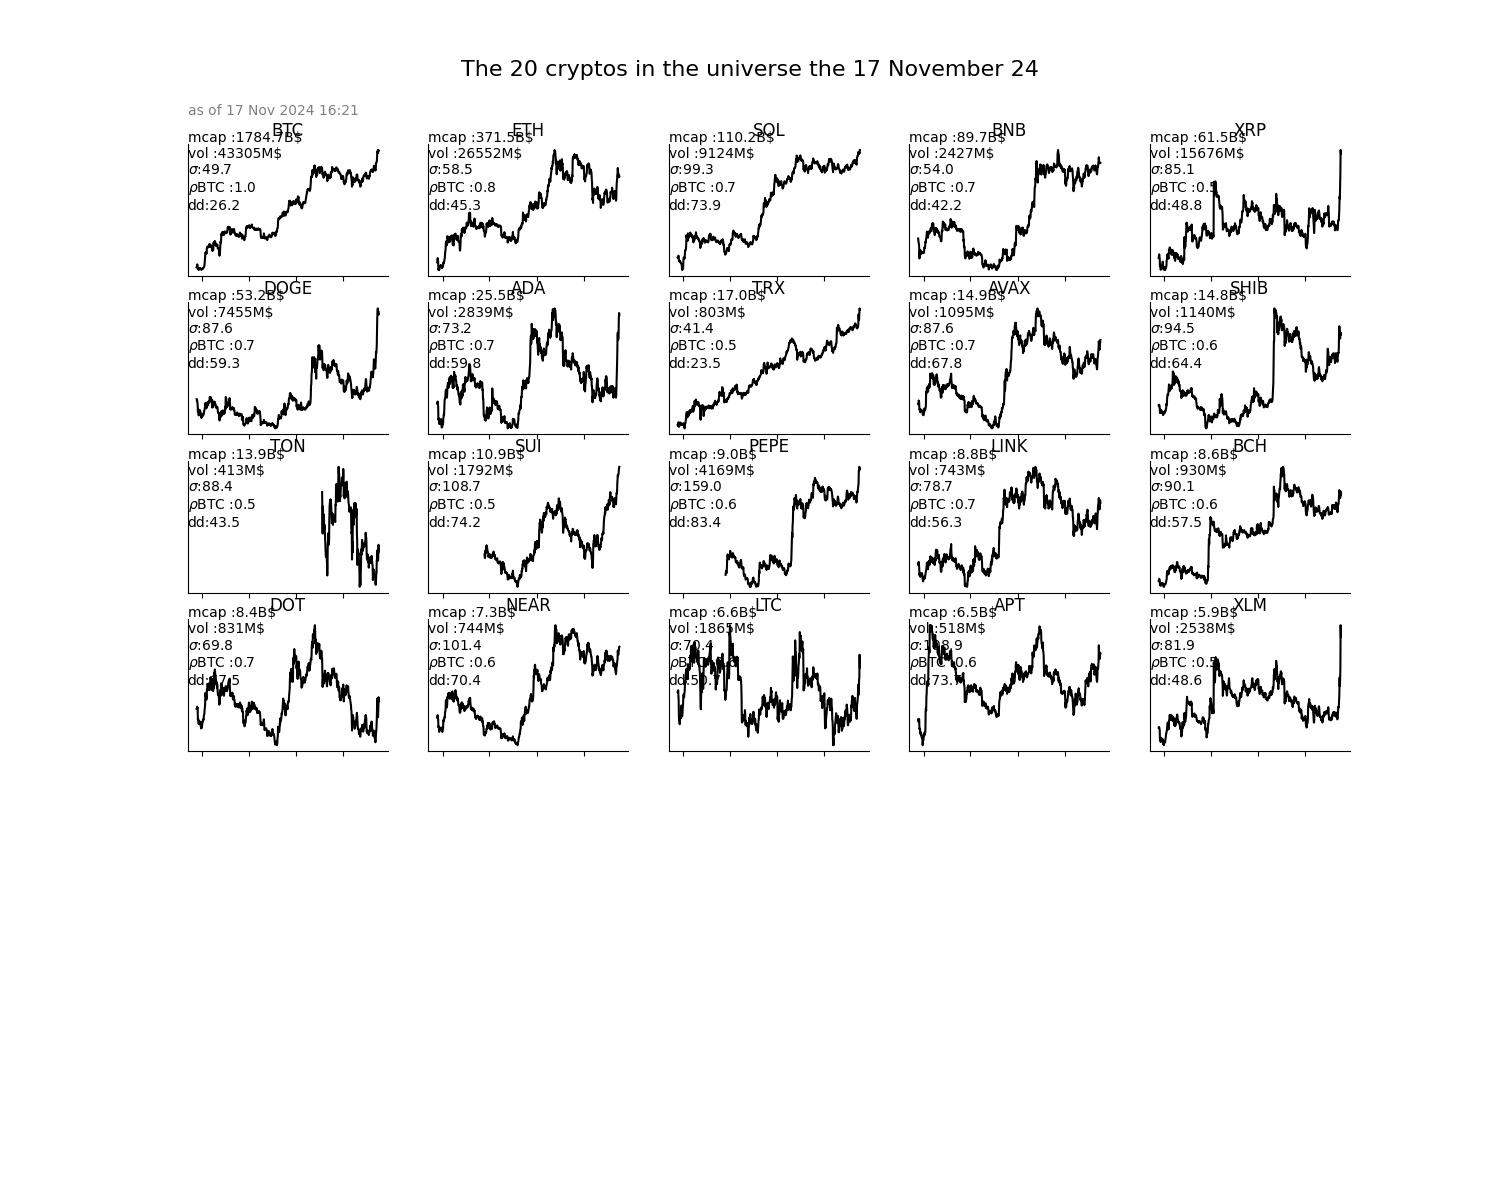 The 20 cryptos in the universe the 17 November 24
as of 17 Nov 2024 16:21
BTC
mcap :1784.7B$
vol :43305M$
σ:49.7
ρBTC :1.0
dd:26.2
ETH
mcap :371.5B$
vol :26552M$
σ:58.5
ρBTC :0.8
dd:45.3
SOL
mcap :110.2B$
vol :9124M$
σ:99.3
ρBTC :0.7
dd:73.9
BNB
mcap :89.7B$
vol :2427M$
σ:54.0
ρBTC :0.7
dd:42.2
XRP
mcap :61.5B$
vol :15676M$
σ:85.1
ρBTC :0.5
dd:48.8
DOGE
mcap :53.2B$
vol :7455M$
σ:87.6
ρBTC :0.7
dd:59.3
ADA
mcap :25.5B$
vol :2839M$
σ:73.2
ρBTC :0.7
dd:59.8
TRX
mcap :17.0B$
vol :803M$
σ:41.4
ρBTC :0.5
dd:23.5
AVAX
mcap :14.9B$
vol :1095M$
σ:87.6
ρBTC :0.7
dd:67.8
SHIB
mcap :14.8B$
vol :1140M$
σ:94.5
ρBTC :0.6
dd:64.4
TON
mcap :13.9B$
vol :413M$
σ:88.4
ρBTC :0.5
dd:43.5
SUI
mcap :10.9B$
vol :1792M$
σ:108.7
ρBTC :0.5
dd:74.2
PEPE
mcap :9.0B$
vol :4169M$
σ:159.0
ρBTC :0.6
dd:83.4
LINK
mcap :8.8B$
vol :743M$
σ:78.7
ρBTC :0.7
dd:56.3
BCH
mcap :8.6B$
vol :930M$
σ:90.1
ρBTC :0.6
dd:57.5
DOT
mcap :8.4B$
vol :831M$
σ:69.8
ρBTC :0.7
NEAR
mcap :7.3B$
vol :744M$
σ:101.4
ρBTC :0.6
dd:70.4
LTC
mcap :6.6B$
vol :1865M$
σ:70.4
APT
mcap :6.5B$
vol :518M$
ρBTC :0.6
XLM
mcap :5.9B$
vol :2538M$
σ:81.9
ρBTC :0.5
dd:48.6